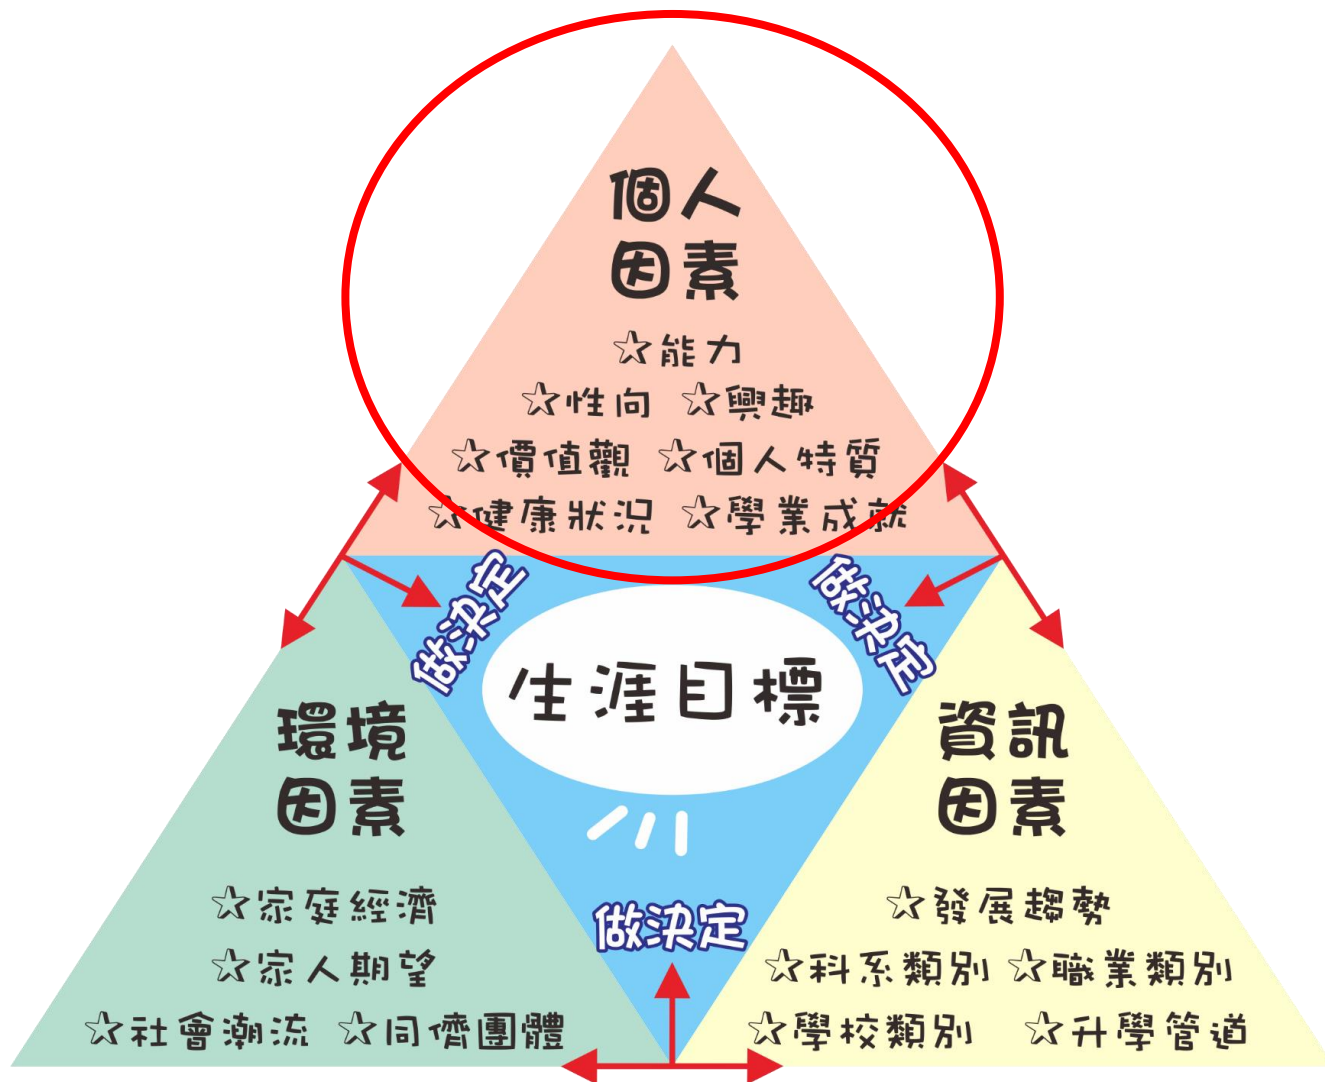 個人
因素
☆能力
☆性向 ☆興趣
☆價值觀 ☆個人特質
☆健康狀況 ☆學業成就
做決定
做決定
生涯目標
環境
因素
☆家庭經濟
☆家人期望
☆社會潮流 ☆同儕團體
做決定
資訊
因素
☆發展趨勢
☆科系類別 ☆職業類別
☆學校類別 ☆升學管道